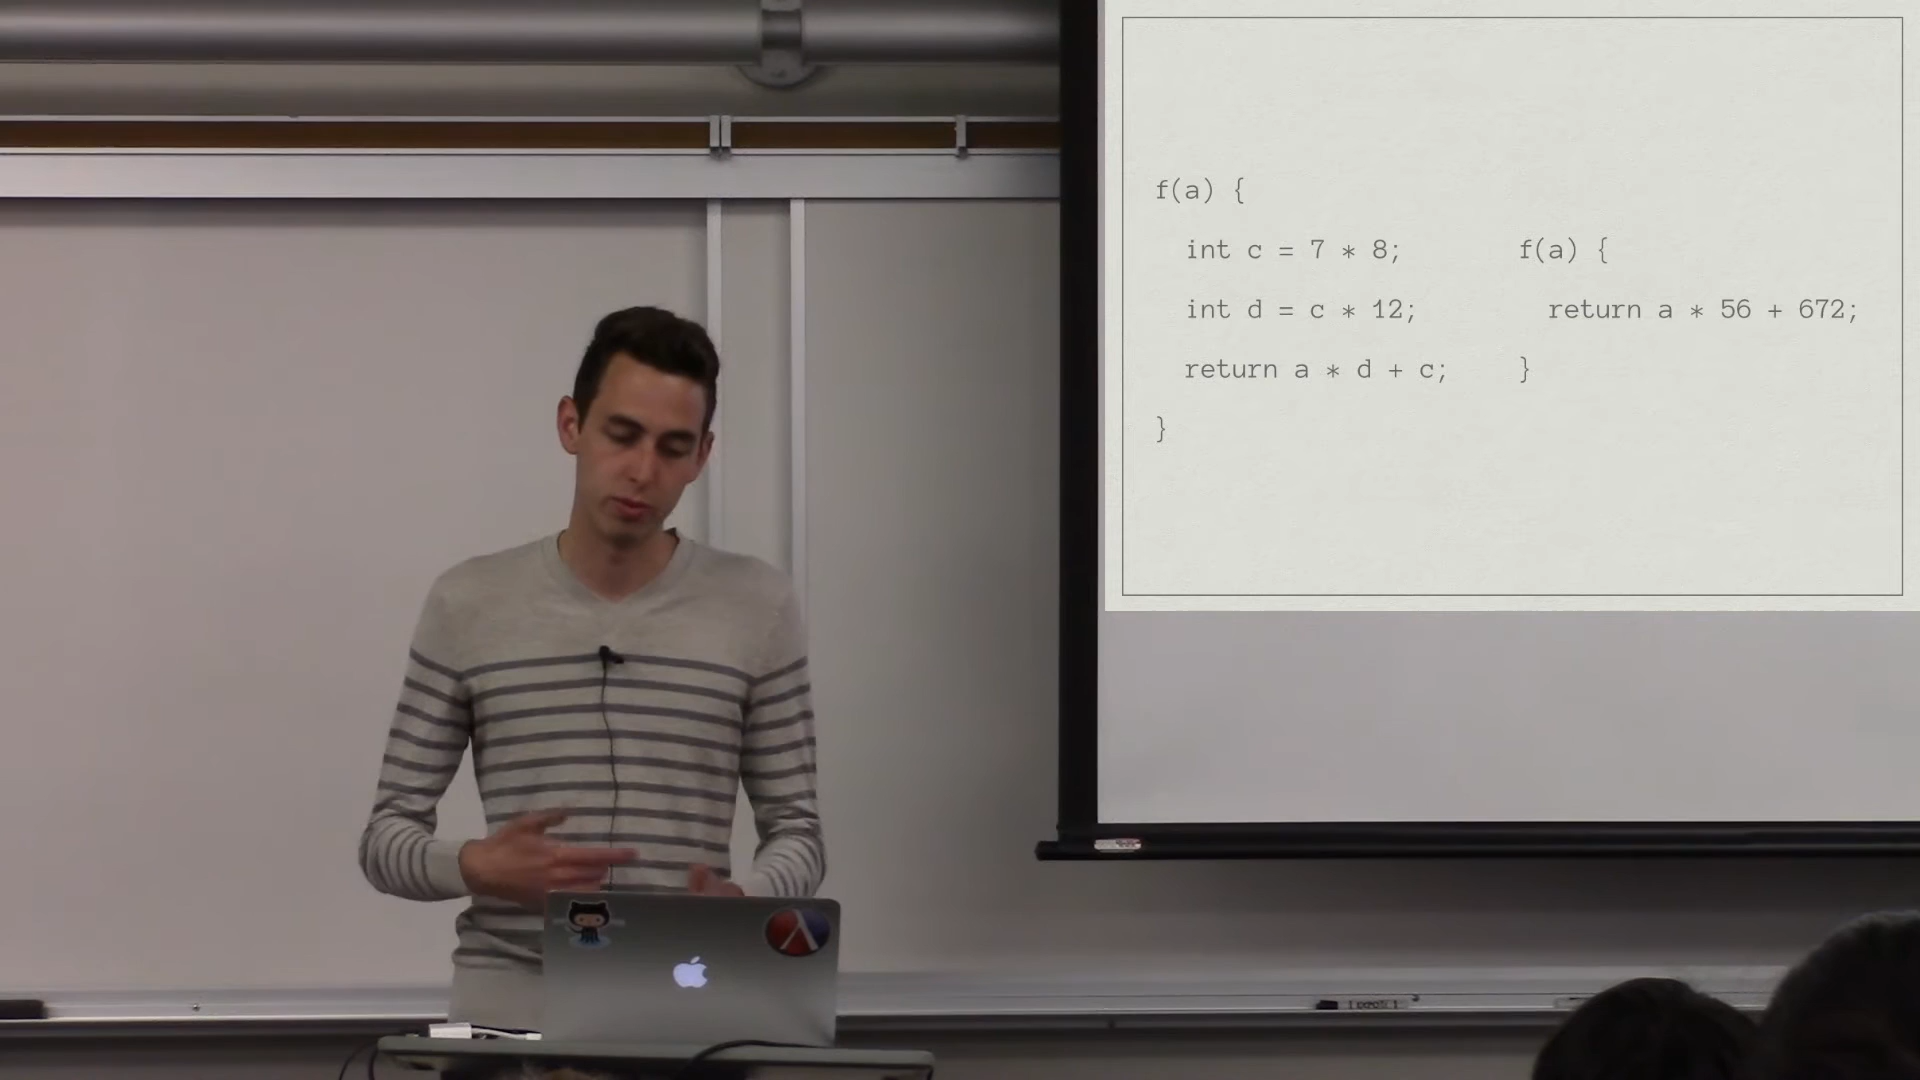 f(a) {
int c = 7 * 8;
int d = c * 12;
return a * d + c;
}
f(a) {
return a * 56 + 672;
}